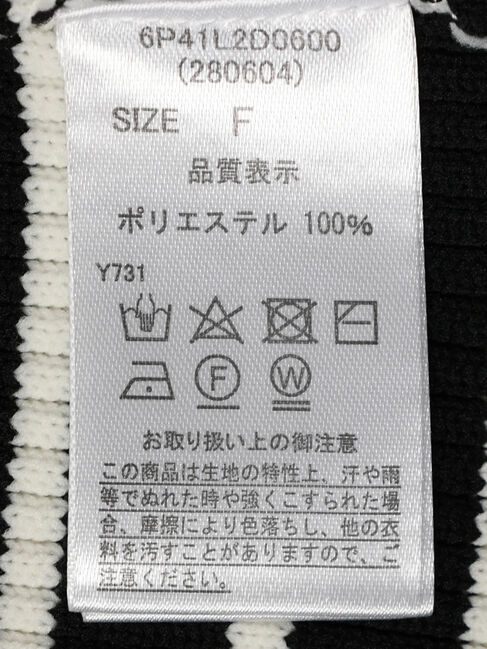 6P41L2D0600
(280604)
SIZE F
品質表示
ポリエステル 100%
Y731
F
W
お取り扱い上の御注意
この商品は生地の特性上、汗や雨
等でぬれた時や強くこすられた場
合、摩擦により色落ちし、他の衣
料を汚すことがありますので、ご
注意ください。